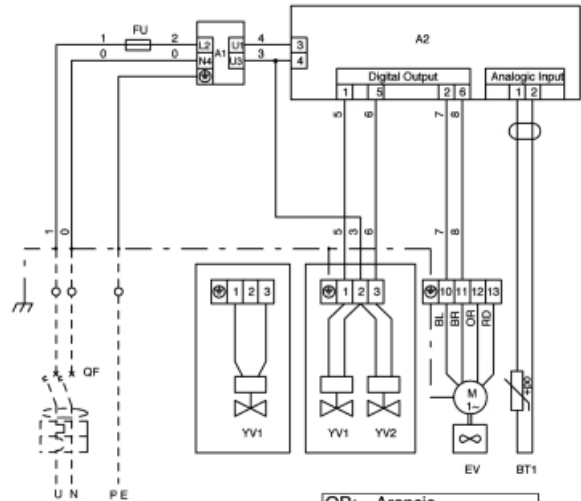 FU
1 2 4
0 0 3
L2 A1 U1
N4 U3
3
4
A2
Digital Output
Analogic Input
1 5 2 6
1 2
5 6 7 8
1 0
5 3 6 7 8
1 2 3
1 2 3
10 11 12 13
BL BR OR RD
QF
YV1
YV1 YV2
M
1~
EV
+po
BT1
U N PE
OR: Arancio